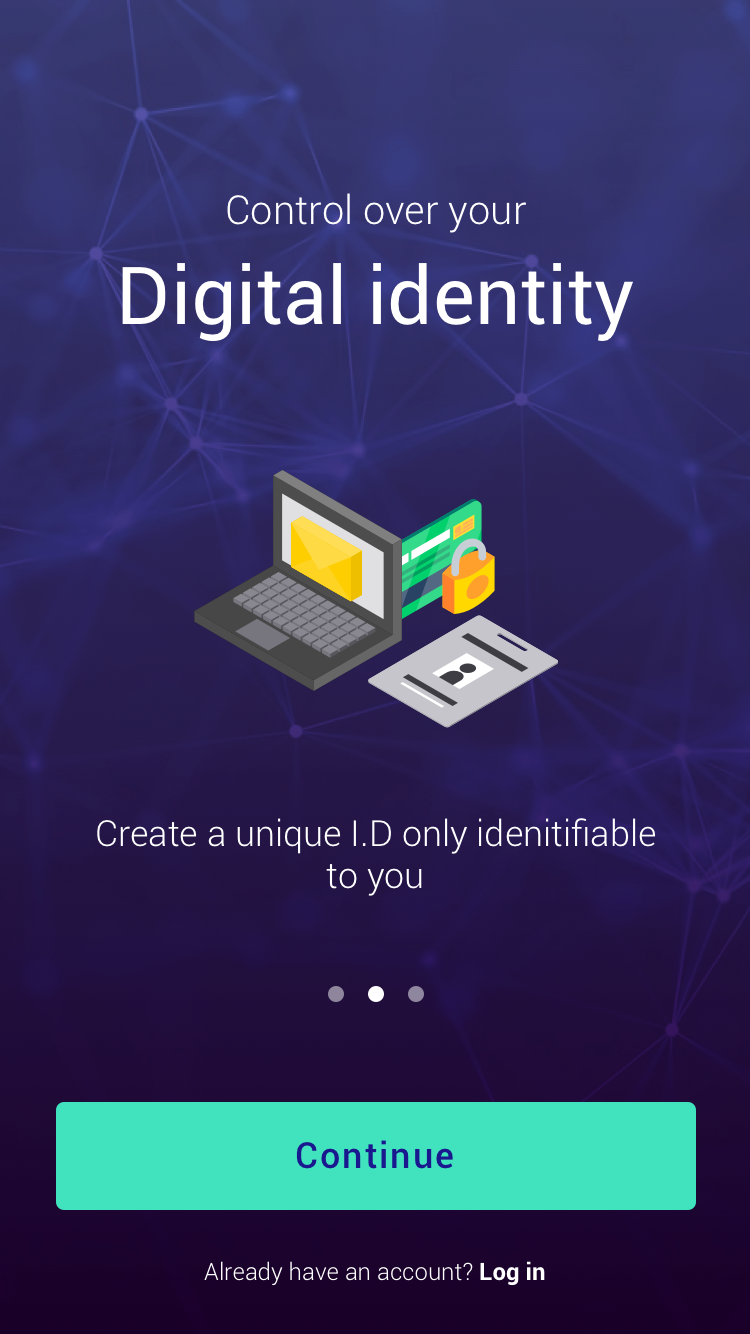 Control over your
Digital identity
Create a unique I.D only idenitifiable
to you
Continue
Already have an account? Log in